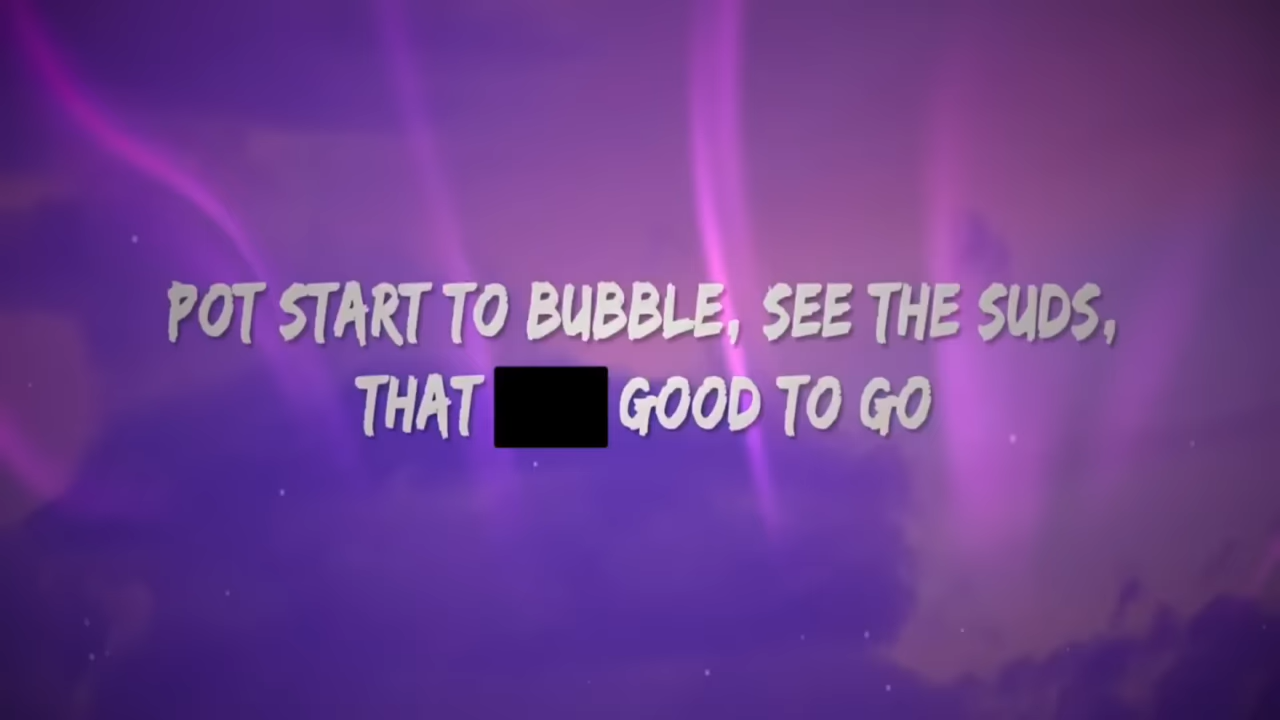 POT START TO BUBBLE, SEE THE SUDS,
THAT GOOD TO GO